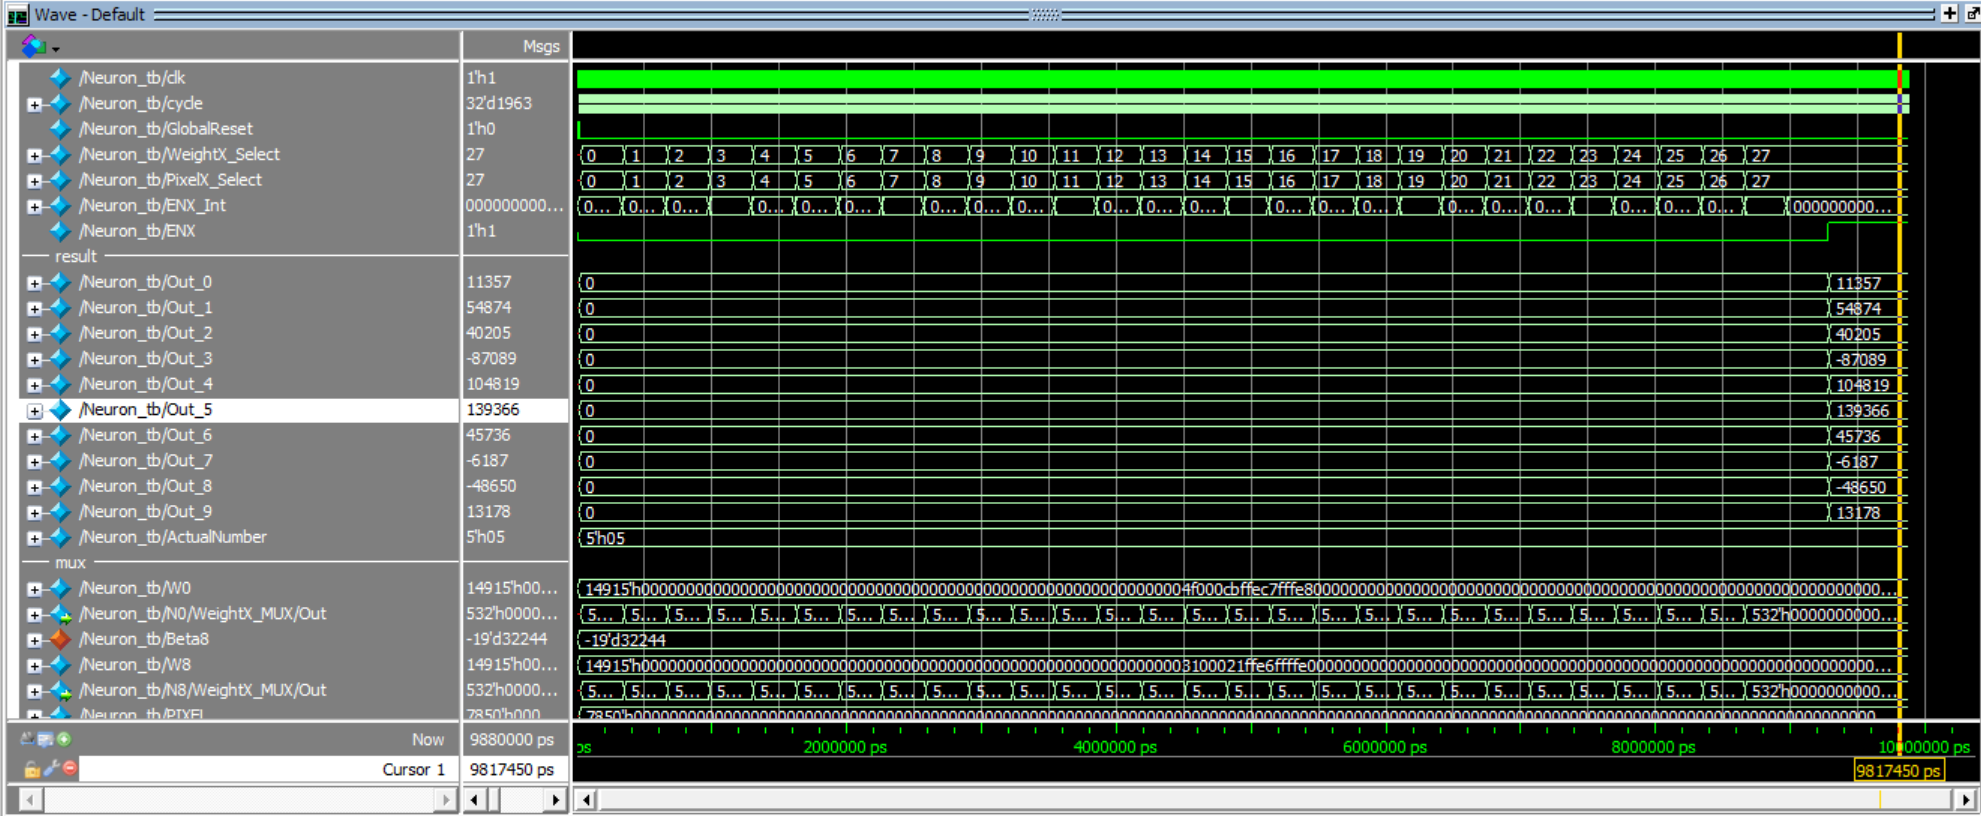 Wave - Default
Msgs
/Neuron_tb/clk 1'h1
/Neuron_tb/cycle 32'd1963
/Neuron_tb/GlobalReset 1'h0
/Neuron_tb/WeightX_Select 27 0 1 2 3 4 5 6 7 8 9 10 11 12 13 14 15 16 17 18 19 20 21 22 23 24 25 26 27
/Neuron_tb/PixelX_Select 27 0 1 2 3 4 5 6 7 8 9 10 11 12 13 14 15 16 17 18 19 20 21 22 23 24 25 26 27
/Neuron_tb/ENX_Int 000000000... 0... 0... 0... 0... 0... 0... 0... 0... 0... 0... 0... 0... 0... 0... 0... 0... 0... 0... 0... 0... 0... 000000000...
/Neuron_tb/ENX 1'h1
result
/Neuron_tb/Out_0 11357 0 11357
/Neuron_tb/Out_1 54874 0 54874
/Neuron_tb/Out_2 40205 0 40205
/Neuron_tb/Out_3 -87089 0 -87089
/Neuron_tb/Out_4 104819 0 104819
/Neuron_tb/Out_5 139366 0 139366
/Neuron_tb/Out_6 45736 0 45736
/Neuron_tb/Out_7 -6187 0 -6187
/Neuron_tb/Out_8 -48650 0 -48650
/Neuron_tb/Out_9 13178 0 13178
/Neuron_tb/ActualNumber 5'h05 5'h05
mux
/Neuron_tb/W0 14915'h00...
/Neuron_tb/N0/WeightX_MUX/Out 532'h0000... 5... 5... 5... 5... 5... 5... 5... 5... 5... 5... 5... 5... 5... 5... 5... 5... 5... 5... 5... 5... 5... 5... 5... 5... 5... 5... 5... 532'h0000000000...
/Neuron_tb/Beta8 -19'd32244 -19'd32244
/Neuron_tb/W8 14915'h00...
/Neuron_tb/N8/WeightX_MUX/Out 532'h0000... 5... 5... 5... 5... 5... 5... 5... 5... 5... 5... 5... 5... 5... 5... 5... 5... 5... 5... 5... 5... 5... 5... 5... 5... 5... 5... 5... 532'h0000000000...
/Neuron_tb/PIXEL
Now 9880000 ps ps 2000000 ps 4000000 ps 6000000 ps 8000000 ps 10000000 ps
Cursor 1 9817450 ps 9817450 ps